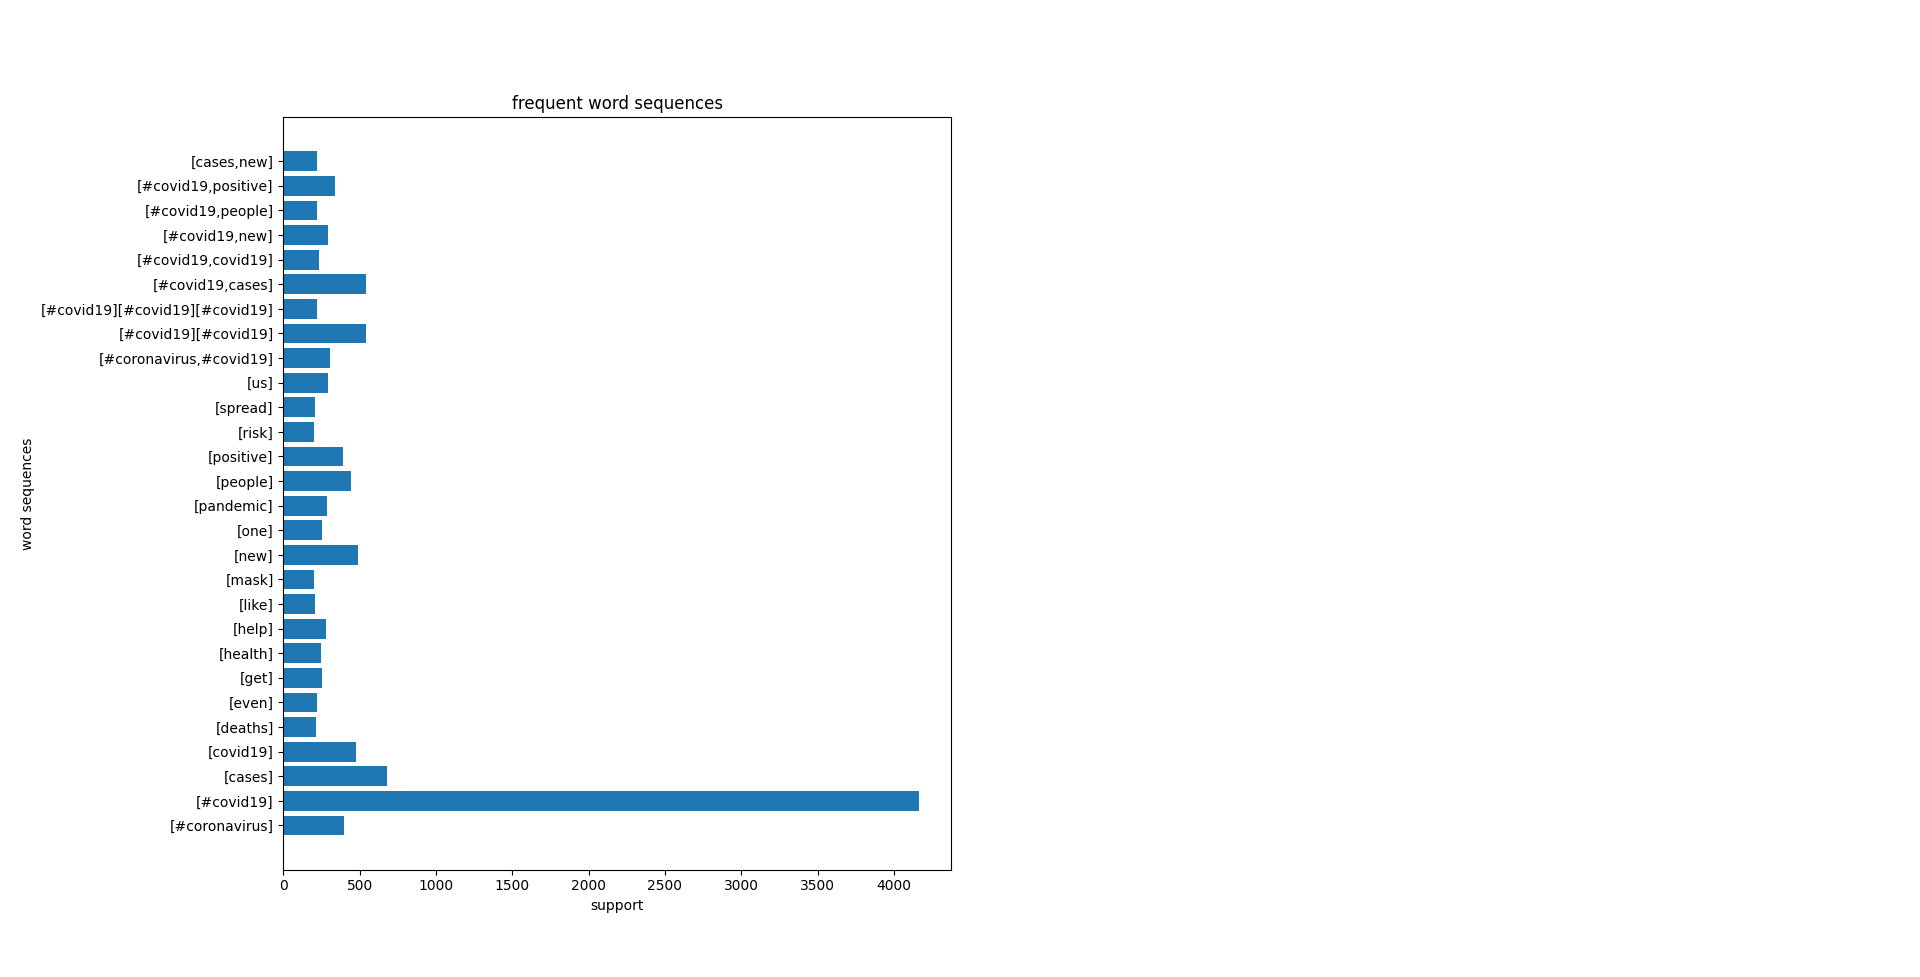 frequent word sequences
[cases,new]
[#covid19,positive]
[#covid19,people]
[#covid19,new]
[#covid19,covid19]
[#covid19,cases]
[#covid19][#covid19][#covid19]
[#covid19][#covid19]
[#coronavirus,#covid19]
[us]
[spread]
[risk]
[positive]
[people]
[pandemic]
[one]
[new]
[mask]
[like]
[help]
[health]
[get]
[even]
[deaths]
[covid19]
[cases]
[#covid19]
[#coronavirus]
word sequences
0 500 1000 1500 2000 2500 3000 3500 4000
support